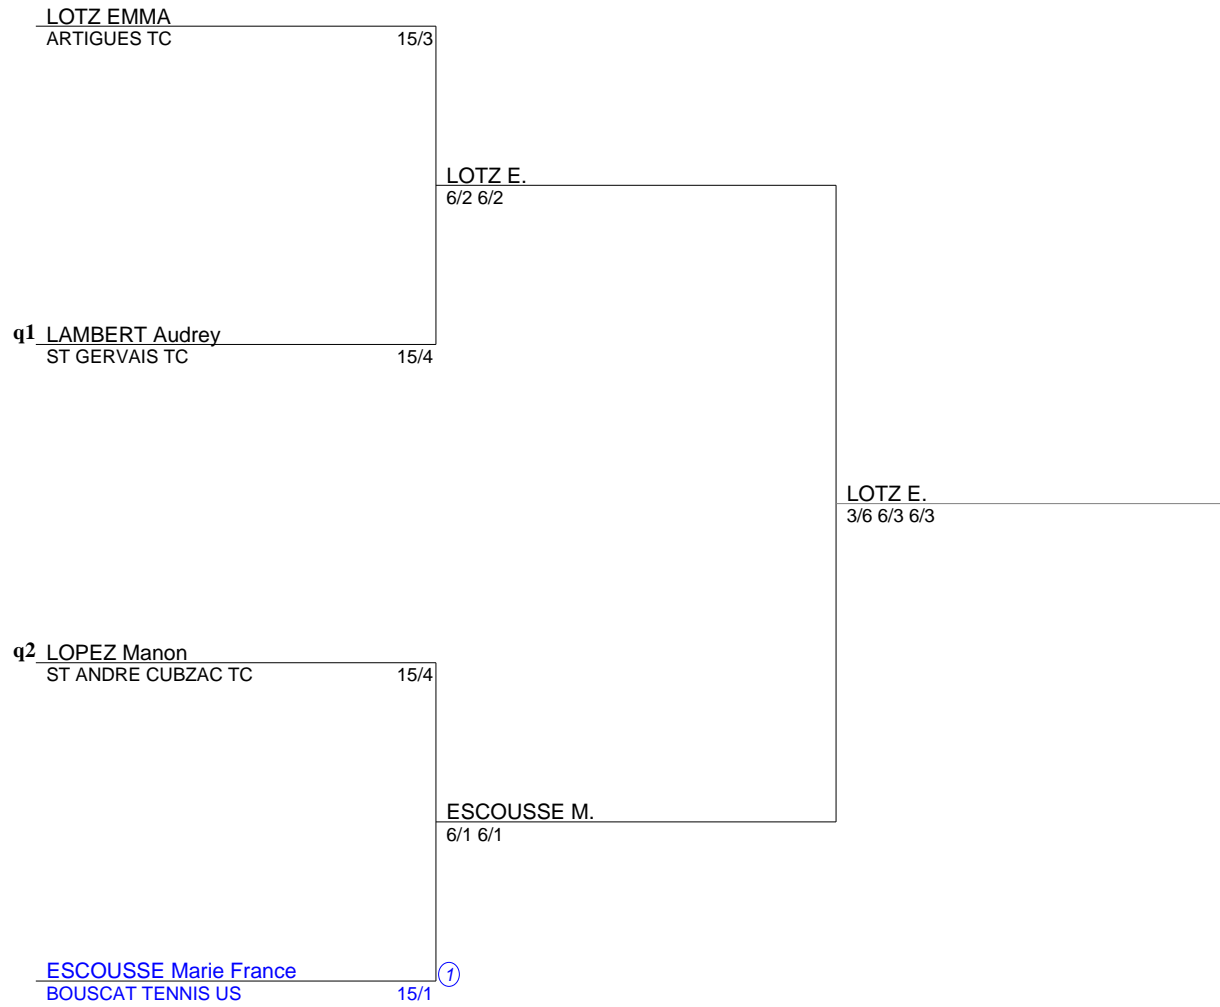 LOTZ EMMA
ARTIGUES TC 15/3
LOTZ E.
6/2 6/2
q1 LAMBERT Audrey
ST GERVAIS TC 15/4
LOTZ E.
3/6 6/3 6/3
q2 LOPEZ Manon
ST ANDRE CUBZAC TC 15/4
ESCOUSSE M.
6/1 6/1
ESCOUSSE Marie France 1
BOUSCAT TENNIS US 15/1